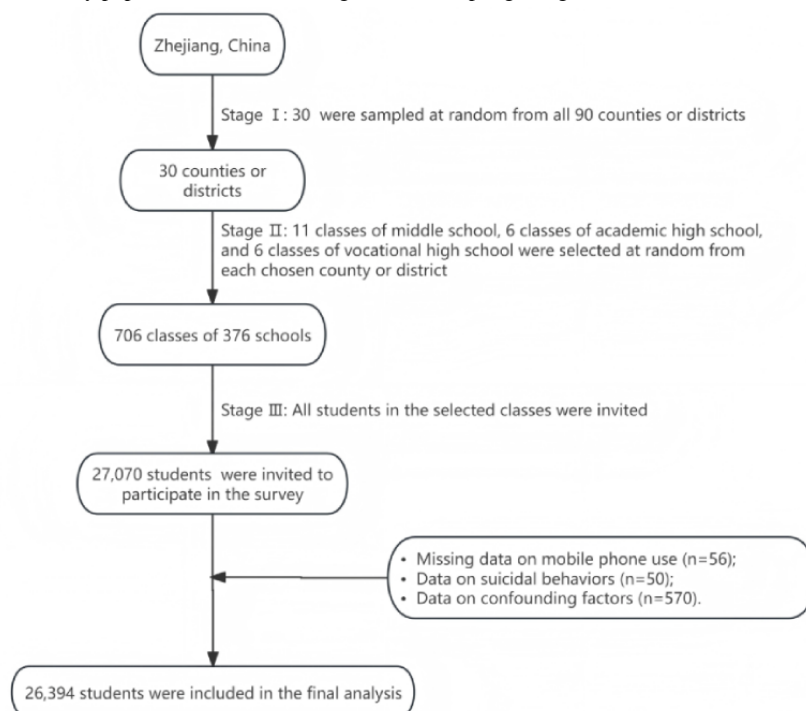 Zhejiang, China
Stage Ⅰ: 30 were sampled at random from all 90 counties or districts
30 counties or
districts
Stage Ⅱ: 11 classes of middle school, 6 classes of academic high school,
and 6 classes of vocational high school were selected at random from
each chosen county or district
706 classes of 376 schools
Stage Ⅲ: All students in the selected classes were invited
27,070 students were invited to
participate in the survey
• Missing data on mobile phone use (n=56);
• Data on suicidal behaviors (n=50);
• Data on confounding factors (n=570).
26,394 students were included in the final analysis